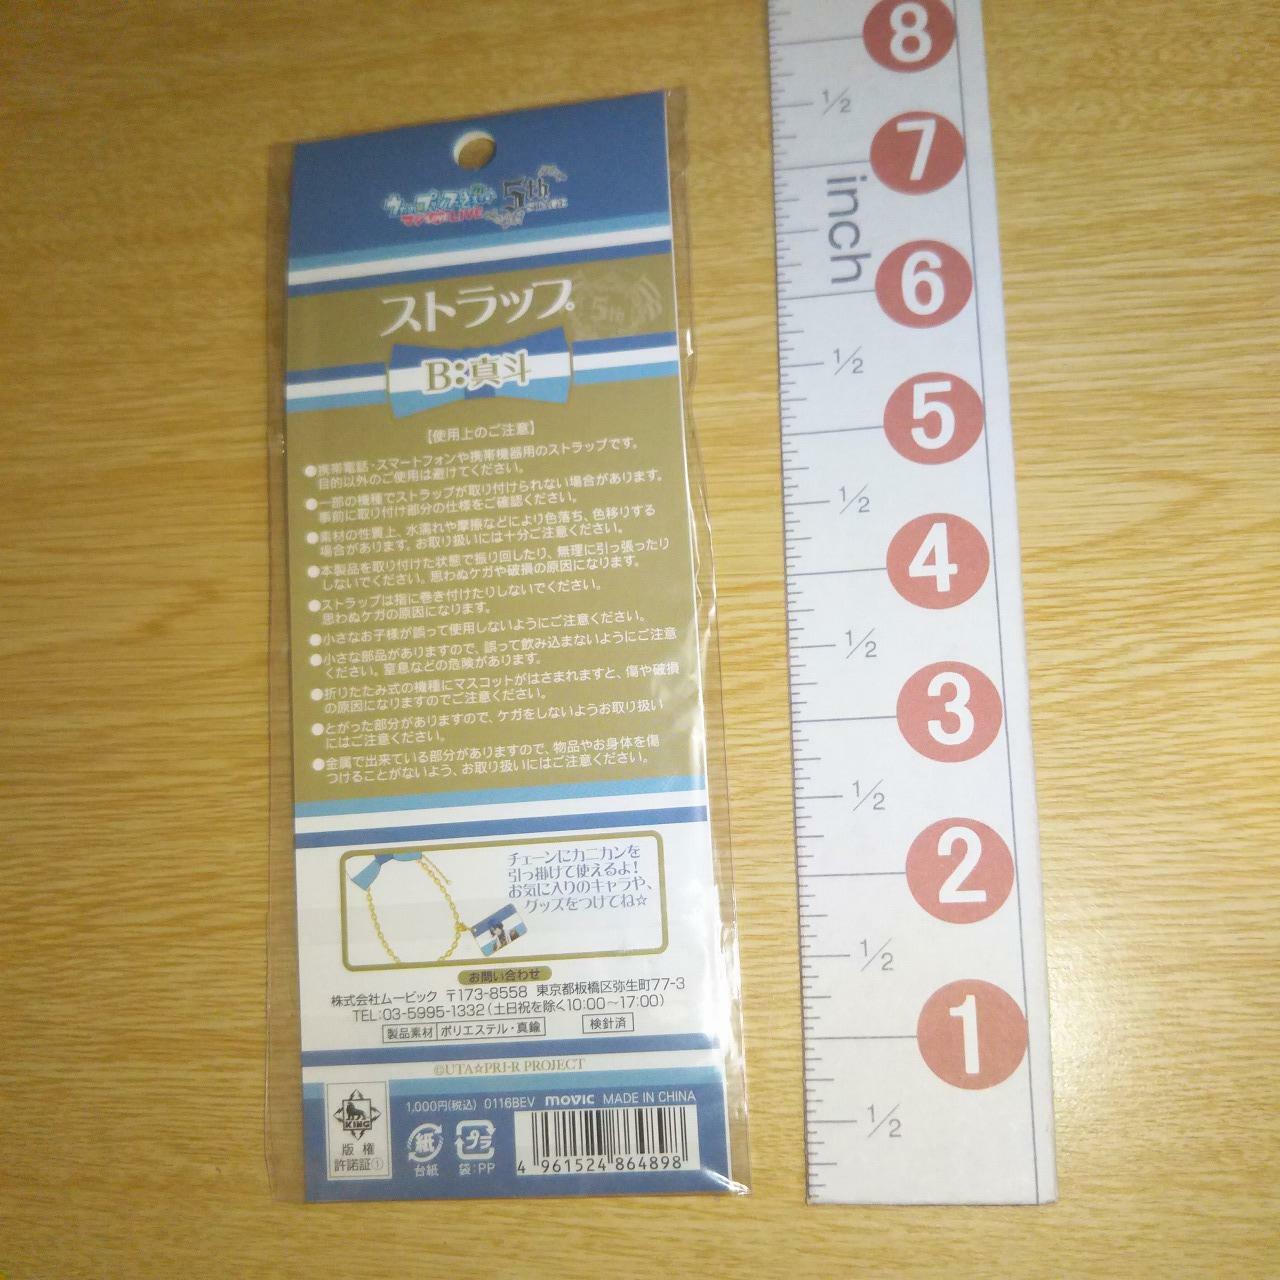 うたの☆プリンスさまっ♪
マジLOVELIVE 5th STAGE
ストラップ
B:真斗
【使用上のご注意】
●携帯電話・スマートフォンや携帯機器用のストラップです。
目的以外のご使用は避けてください。
●一部の機種でストラップが取り付けられない場合があります。
事前に取り付け部分の仕様をご確認ください。
●素材の性質上、水濡れや摩擦などにより色落ち、色移りする
場合があります。お取り扱いには十分ご注意ください。
●本製品を取り付けた状態で振り回したり、無理に引っ張ったり
しないでください。思わぬケガや破損の原因になります。
●ストラップは指に巻き付けたりしないでください。
思わぬケガの原因になります。
●小さなお子様が誤って使用しないようにご注意ください。
●小さな部品がありますので、誤って飲み込まないようにご注意
ください。窒息などの危険があります。
●折りたたみ式の機種にマスコットがはさまれますと、傷や破損
の原因になりますのでご注意ください。
●とがった部分がありますので、ケガをしないようお取り扱い
にはご注意ください。
●金属で出来ている部分がありますので、物品やお身体を傷
つけることがないよう、お取り扱いにはご注意ください。
チェーンにカニカンを
引っ掛けて使えるよ!
お気に入りのキャラや、
グッズをつけてね☆
お問い合わせ
株式会社ムービック 〒173-8558 東京都板橋区弥生町77-3
TEL:03-5995-1332(土日祝を除く10:00〜17:00)
製品素材 ポリエステル・真鍮 検針済
©UTA☆PRI-R PROJECT
1,000円(税込) 0116BEV movic MADE IN CHINA
KING
版権
許諾証①
紙
台紙
プラ
袋:PP
4 961524 864898
8
1/2
7
inch
6
1/2
5
1/2
4
1/2
3
1/2
2
1/2
1
1/2